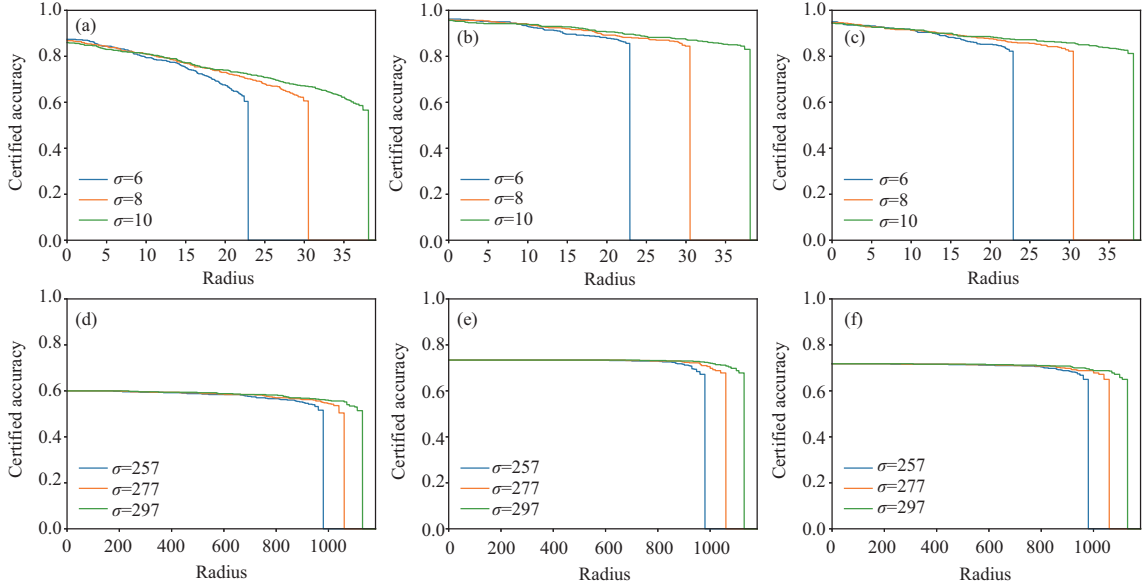 (a)
Certified accuracy
1.0
0.8
0.6
0.4
0.2
0.0
σ=6
σ=8
σ=10
0 5 10 15 20 25 30 35
Radius
(b)
Certified accuracy
1.0
0.8
0.6
0.4
0.2
0.0
σ=6
σ=8
σ=10
0 5 10 15 20 25 30 35
Radius
(c)
Certified accuracy
1.0
0.8
0.6
0.4
0.2
0.0
σ=6
σ=8
σ=10
0 5 10 15 20 25 30 35
Radius
(d)
Certified accuracy
1.0
0.8
0.6
0.4
0.2
0.0
σ=257
σ=277
σ=297
0 200 400 600 800 1000
Radius
(e)
Certified accuracy
1.0
0.8
0.6
0.4
0.2
0.0
σ=257
σ=277
σ=297
0 200 400 600 800 1000
Radius
(f)
Certified accuracy
1.0
0.8
0.6
0.4
0.2
0.0
σ=257
σ=277
σ=297
0 200 400 600 800 1000
Radius